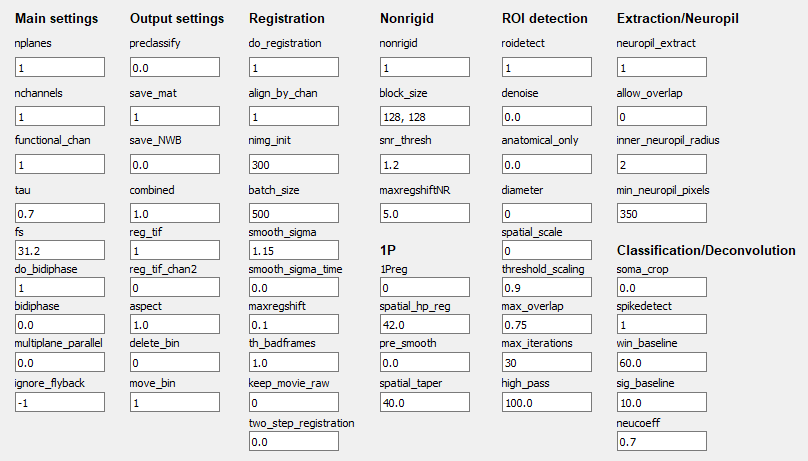 Main settings
nplanes
1
nchannels
1
functional_chan
1
tau
0.7
fs
31.2
do_bidiphase
1
bidiphase
0.0
multiplane_parallel
0.0
ignore_flyback
-1
Output settings
preclassify
0.0
save_mat
1
save_NWB
0.0
combined
1.0
reg_tif
1
reg_tif_chan2
0
aspect
1.0
delete_bin
0
move_bin
1
Registration
do_registration
1
align_by_chan
1
nimg_init
300
batch_size
500
smooth_sigma
1.15
smooth_sigma_time
0.0
maxregshift
0.1
th_badframes
1.0
keep_movie_raw
0
two_step_registration
0.0
Nonrigid
nonrigid
1
block_size
128, 128
snr_thresh
1.2
maxregshiftNR
5.0
1P
1Preg
0
spatial_hp_reg
42.0
pre_smooth
0.0
spatial_taper
40.0
ROI detection
roidetect
1
denoise
0.0
anatomical_only
0.0
diameter
0
spatial_scale
0
threshold_scaling
0.9
max_overlap
0.75
max_iterations
30
high_pass
100.0
Extraction/Neuropil
neuropil_extract
1
allow_overlap
0
inner_neuropil_radius
2
min_neuropil_pixels
350
Classification/Deconvolution
soma_crop
0.0
spikedetect
1
win_baseline
60.0
sig_baseline
10.0
neucoeff
0.7